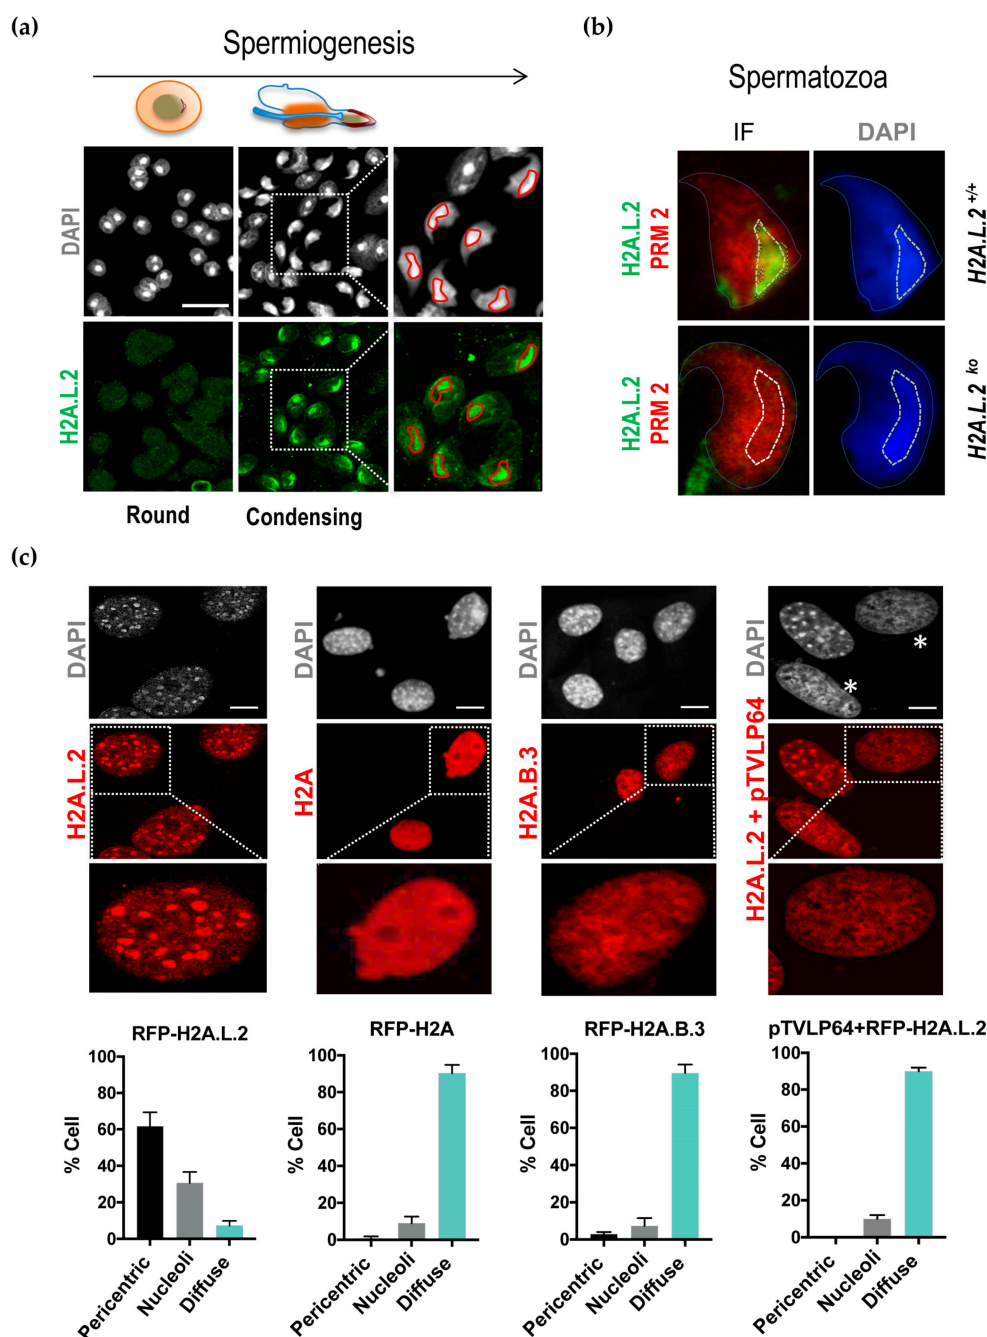 (a)
Spermiogenesis
DAPI
H2A.L.2
Round
Condensing
(b)
Spermatozoa
IF
DAPI
H2A.L.2
PRM 2
H2A.L.2 +/+
H2A.L.2
PRM 2
H2A.L.2 ko
(c)
DAPI
DAPI
DAPI
DAPI
*
*
H2A.L.2
H2A
H2A.B.3
H2A.L.2 + pTVLP64
RFP-H2A.L.2
% Cell
100
80
60
40
20
0
Pericentric
Nucleoli
Diffuse
RFP-H2A
% Cell
100
80
60
40
20
0
Pericentric
Nucleoli
Diffuse
RFP-H2A.B.3
% Cell
100
80
60
40
20
0
Pericentric
Nucleoli
Diffuse
pTVLP64+RFP-H2A.L.2
% Cell
100
80
60
40
20
0
Pericentric
Nucleoli
Diffuse